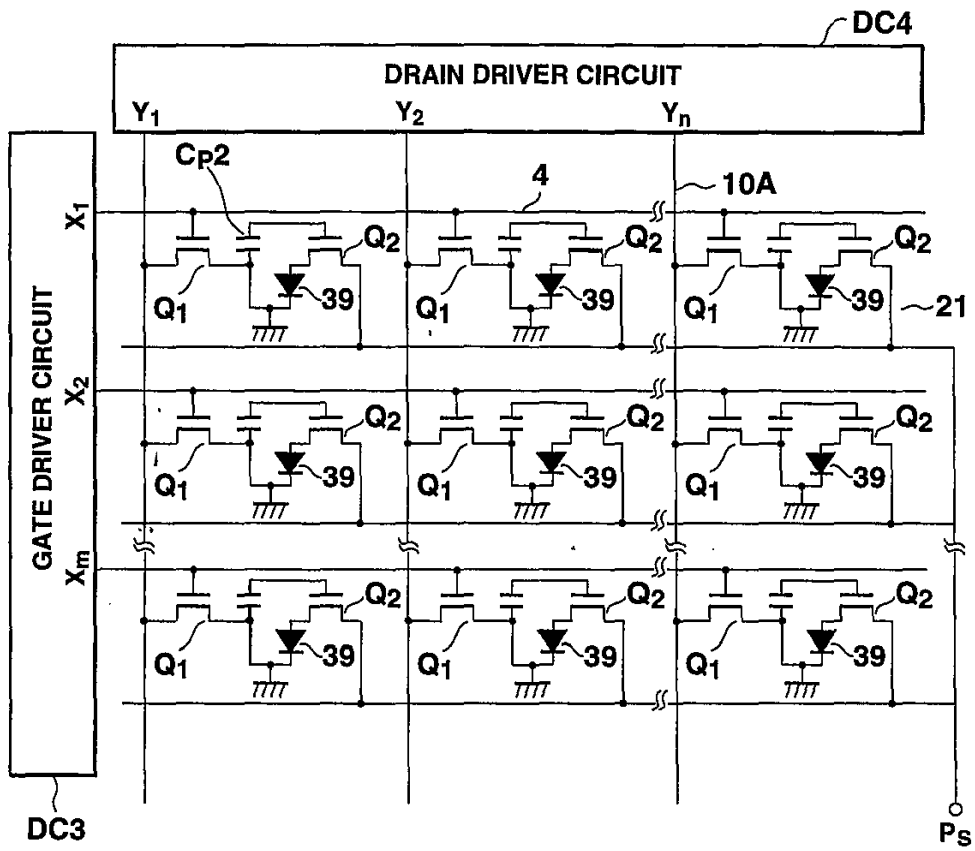 DC4
DRAIN DRIVER CIRCUIT
Y1 Y2 Yn
CP2 4 10A
X1
Q2 Q2 Q2
Q1 39 Q1 39 Q1 39 21
X2
Q2 Q2 Q2
Q1 39 Q1 39 Q1 39
GATE DRIVER CIRCUIT
Xm
Q2 Q2 Q2
Q1 39 Q1 39 Q1 39
DC3
PS